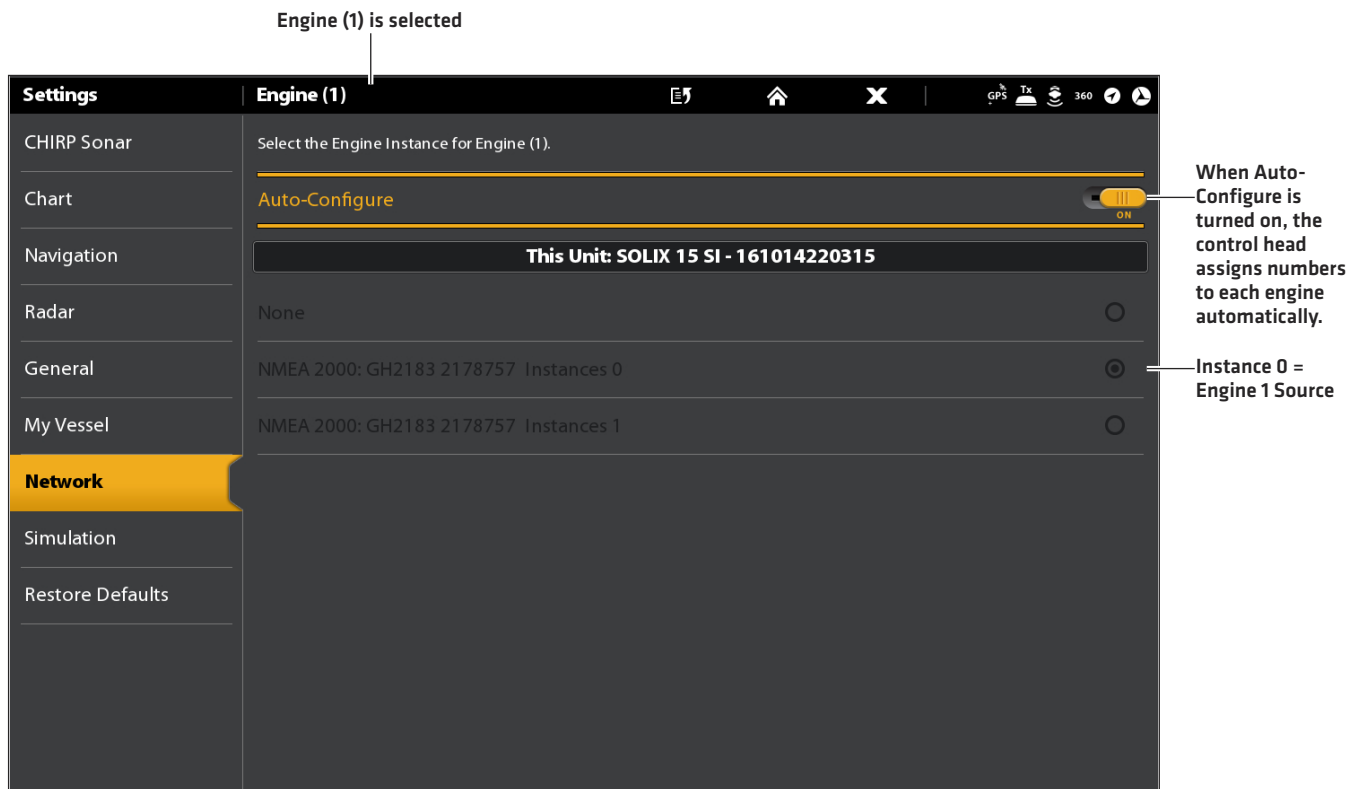 Engine (1) is selected
Settings
Engine (1)
GPS
Tx
360
CHIRP Sonar
Chart
Navigation
Radar
General
My Vessel
Network
Simulation
Restore Defaults
Select the Engine Instance for Engine (1).
Auto-Configure
ON
This Unit: SOLIX 15 SI - 161014220315
None
NMEA 2000: GH2183 2178757 Instances 0
NMEA 2000: GH2183 2178757 Instances 1
When Auto-
Configure is
turned on, the
control head
assigns numbers
to each engine
automatically.
Instance 0 =
Engine 1 Source